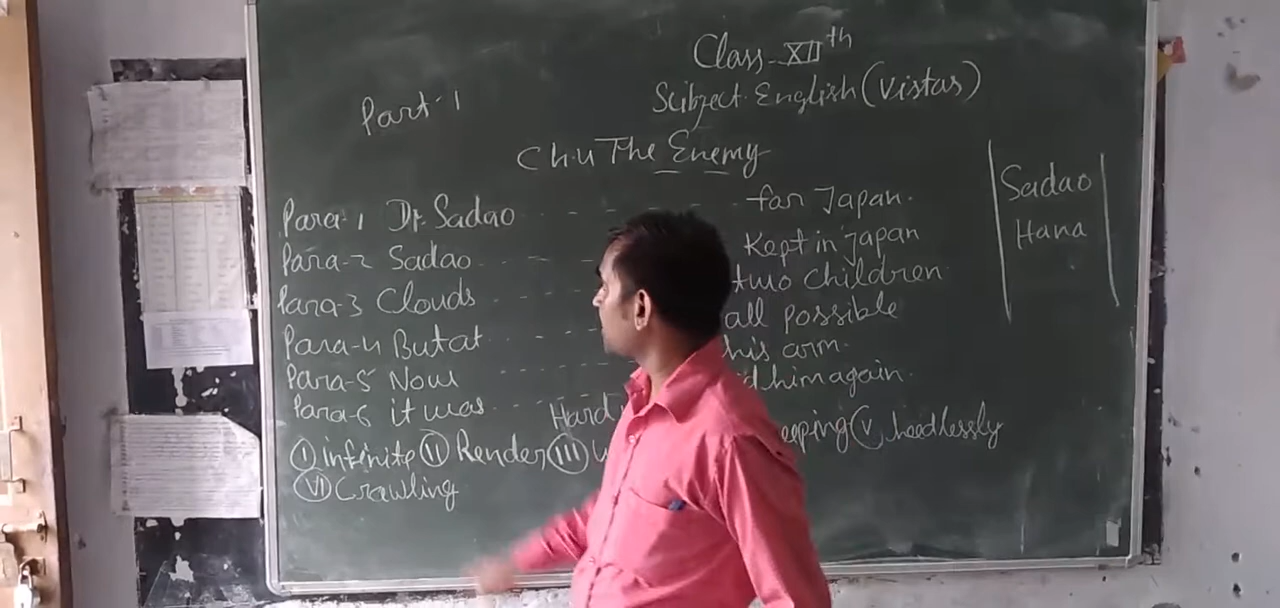 Class-XIIth
Part-1
Subject-English (Vistas)
Ch.4 The Enemy
Para-1 Dr. Sadao - - - - - - for Japan.
Para-2 Sadao - - - - Kept in Japan
Para-3 Clouds - - - two children
Para-4 But at - - - all possible
Para-5 Now - - - - his arm.
Para-6 it was - - - - him again.
Hard
(I) infinite (II) Render (III) (V) heedlessly
(VI) Crawling
Sadao
Hana